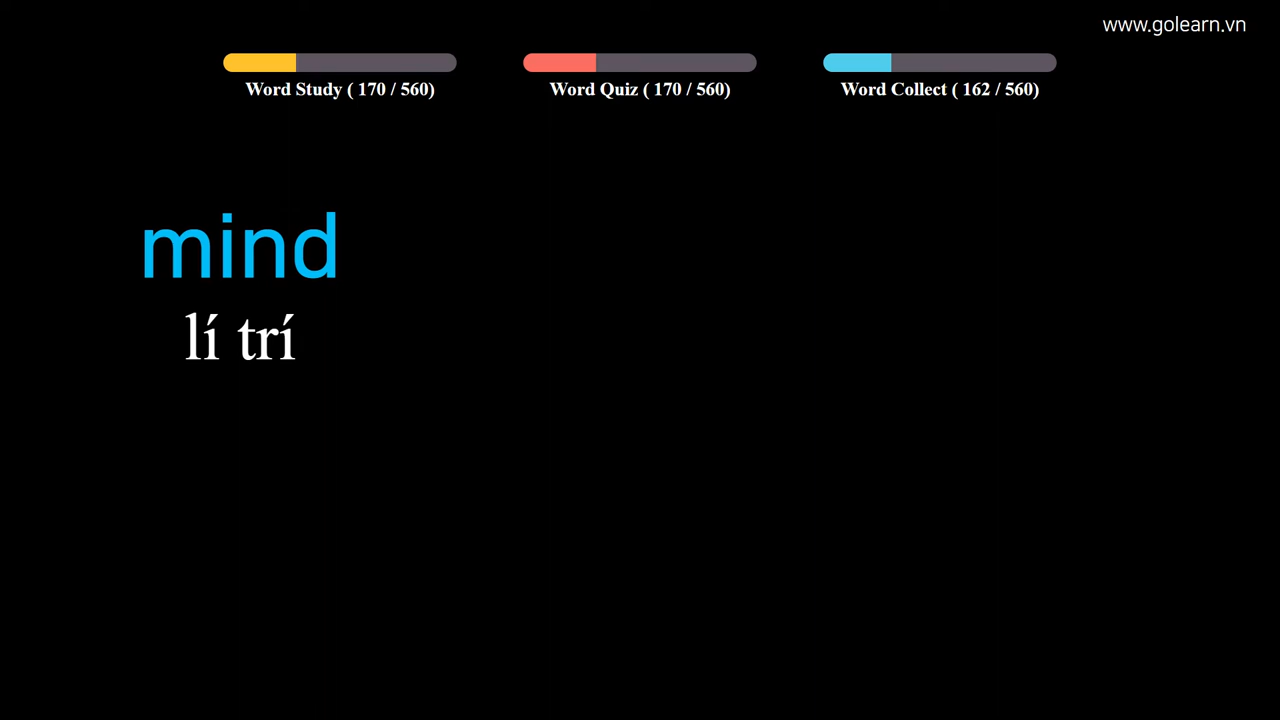 www.golearn.vn
Word Study ( 170 / 560)
Word Quiz ( 170 / 560)
Word Collect ( 162 / 560)
mind
lí trí